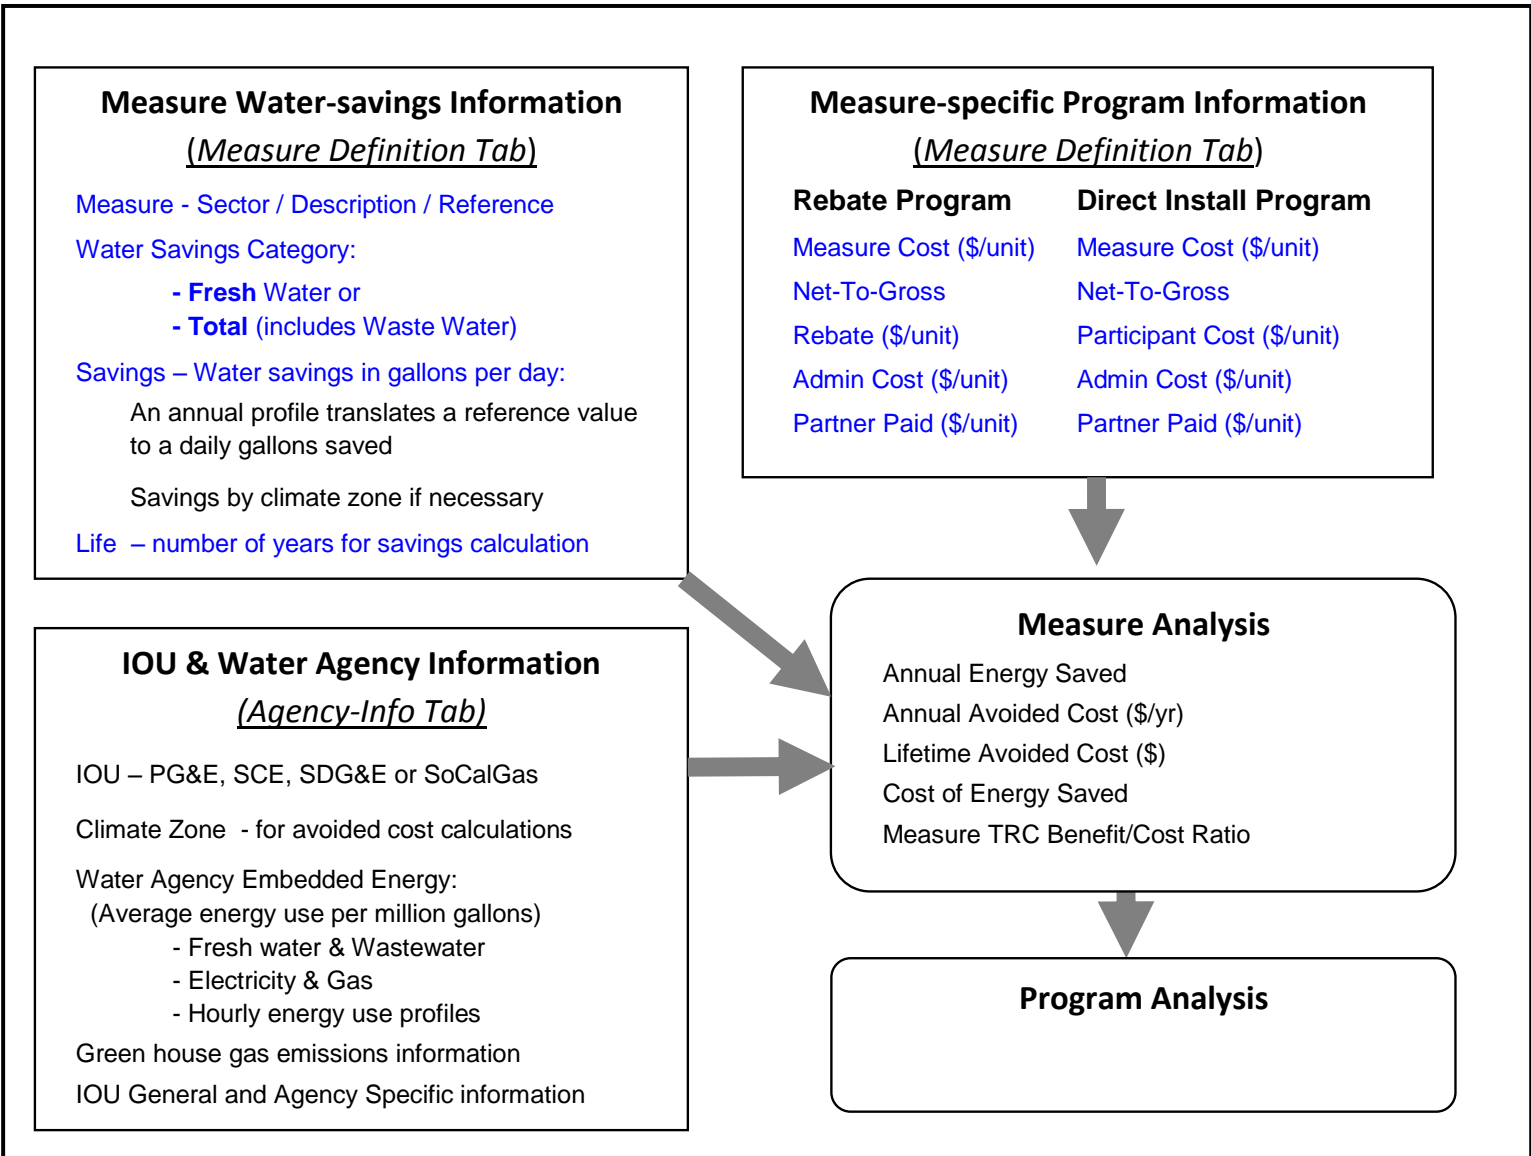 Measure Water-savings Information
(Measure Definition Tab)
Measure - Sector / Description / Reference
Water Savings Category:
- Fresh Water or
- Total (includes Waste Water)
Savings – Water savings in gallons per day:
An annual profile translates a reference value
to a daily gallons saved
Savings by climate zone if necessary
Life – number of years for savings calculation
Measure-specific Program Information
(Measure Definition Tab)
Rebate Program Direct Install Program
Measure Cost ($/unit) Measure Cost ($/unit)
Net-To-Gross Net-To-Gross
Rebate ($/unit) Participant Cost ($/unit)
Admin Cost ($/unit) Admin Cost ($/unit)
Partner Paid ($/unit) Partner Paid ($/unit)
IOU & Water Agency Information
(Agency-Info Tab)
IOU – PG&E, SCE, SDG&E or SoCalGas
Climate Zone - for avoided cost calculations
Water Agency Embedded Energy:
(Average energy use per million gallons)
- Fresh water & Wastewater
- Electricity & Gas
- Hourly energy use profiles
Green house gas emissions information
IOU General and Agency Specific information
Measure Analysis
Annual Energy Saved
Annual Avoided Cost ($/yr)
Lifetime Avoided Cost ($)
Cost of Energy Saved
Measure TRC Benefit/Cost Ratio
Program Analysis